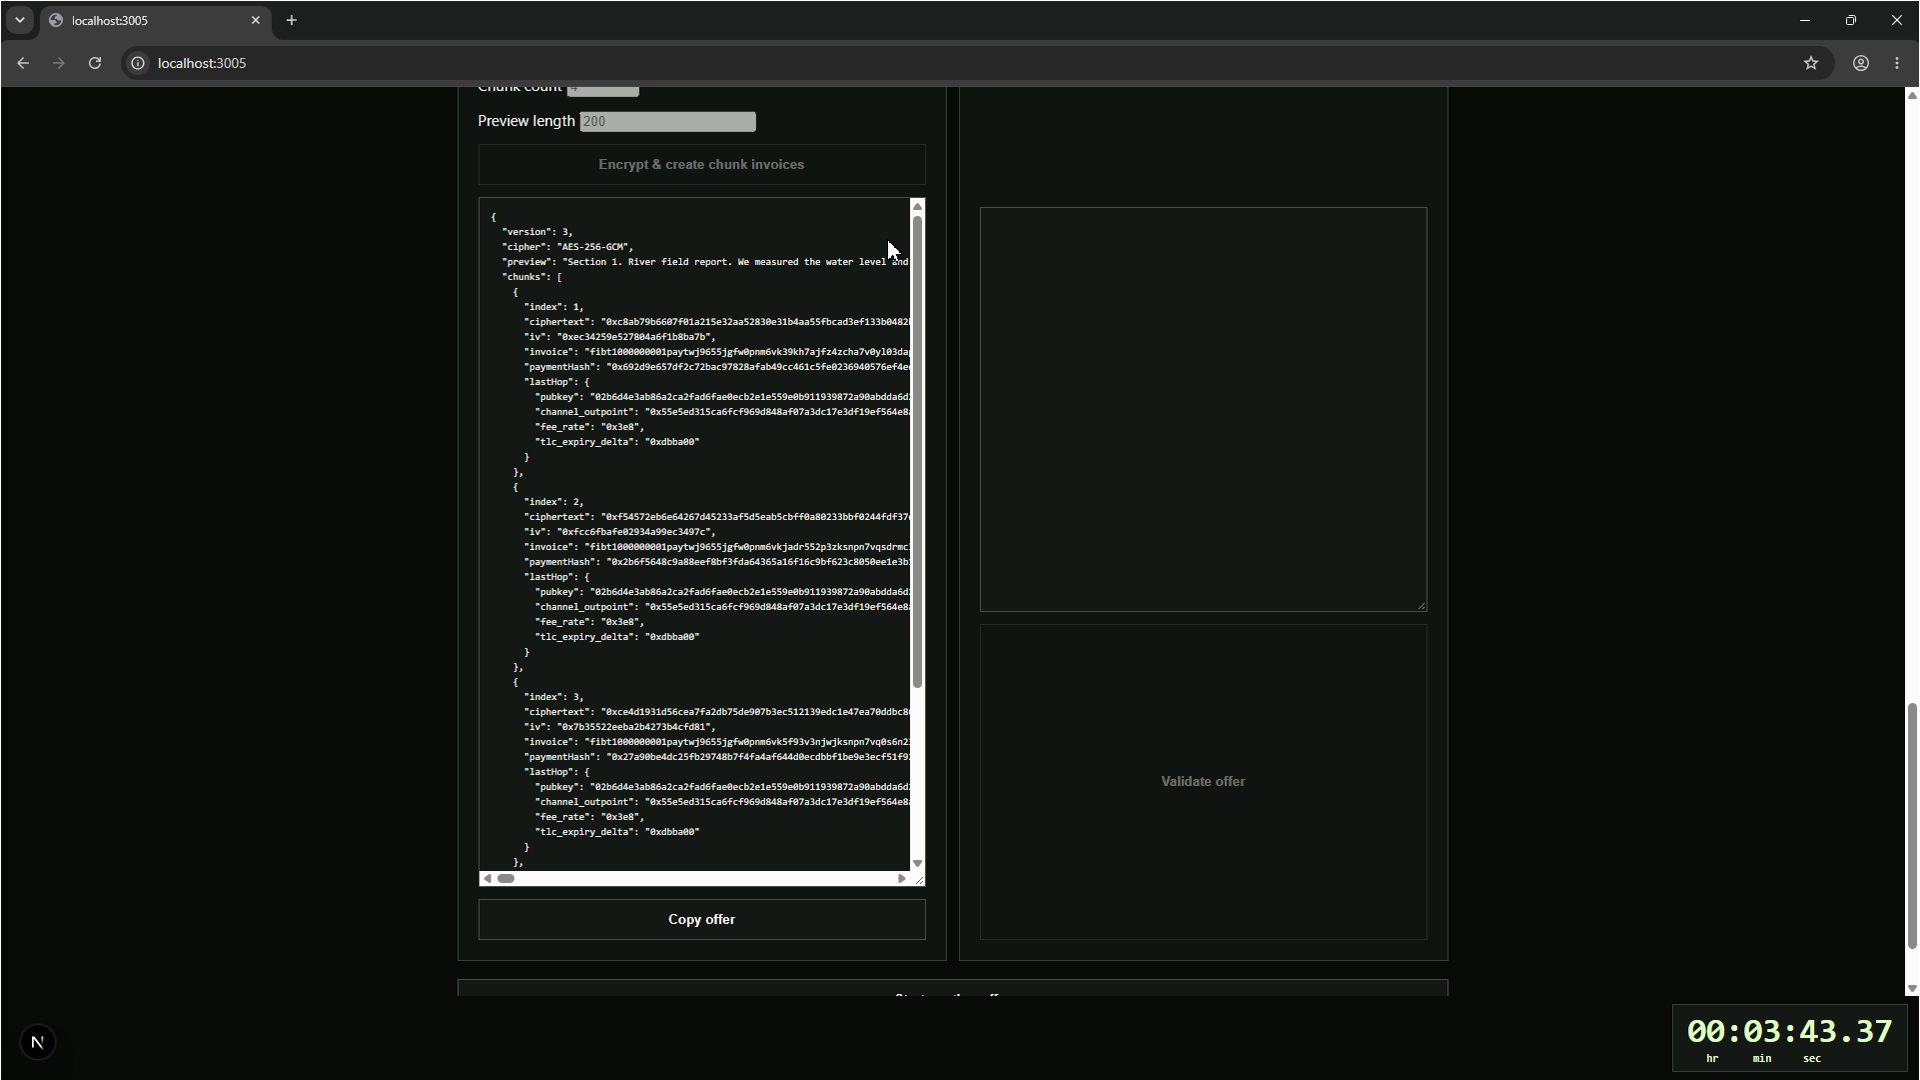 localhost:3005
localhost:3005
Chunk count 4
Preview length 200
Encrypt & create chunk invoices
{
"version": 3,
"cipher": "AES-256-GCM",
"preview": "Section 1. River field report. We measured the water level and
"chunks": [
{
"index": 1,
"ciphertext": "0xc8ab79b6607f01a215e32aa52830e31b4aa55fbcad3ef133b0482
"iv": "0xec34259e527804a6f1b8ba7b",
"invoice": "fibt1000000001paytwj9655jgfw0pnm6vk39kh7ajfz4zcha7v0yl03da
"paymentHash": "0x692d9e657df2c72bac97828afab49cc461c5fe0236940576ef4e
"lastHop": {
"pubkey": "02b6d4e3ab86a2ca2fad6fae0ecb2e1e559e0b911939872a90abdda6d
"channel_outpoint": "0x55e5ed315ca6fcf969d848af07a3dc17e3df19ef564e8
"fee_rate": "0x3e8",
"tlc_expiry_delta": "0xdbba00"
}
},
{
"index": 2,
"ciphertext": "0xf54572eb6e64267d45233af5d5eab5cbff0a80233bbf0244fdf37
"iv": "0xfcc6fbafe02934a99ec3497c",
"invoice": "fibt1000000001paytwj9655jgfw0pnm6vkjadr552p3zksnpn7vqsdrmc
"paymentHash": "0x2b6f5648c9a88eef8bf3fda64365a16f16c9bf623c8050ee1e3b
"lastHop": {
"pubkey": "02b6d4e3ab86a2ca2fad6fae0ecb2e1e559e0b911939872a90abdda6d
"channel_outpoint": "0x55e5ed315ca6fcf969d848af07a3dc17e3df19ef564e8
"fee_rate": "0x3e8",
"tlc_expiry_delta": "0xdbba00"
}
},
{
"index": 3,
"ciphertext": "0xce4d1931d56cea7fa2db75de907b3ec512139edc1e47ea70ddbc8
"iv": "0x7b35522eeba2b4273b4cfd81",
"invoice": "fibt1000000001paytwj9655jgfw0pnm6vk5f93v3njwjksnpn7vq0s6n2
"paymentHash": "0x27a90be4dc25fb29748b7f4fa4af644d0ecdbbf1be9e3ecf51f9
"lastHop": {
"pubkey": "02b6d4e3ab86a2ca2fad6fae0ecb2e1e559e0b911939872a90abdda6d
"channel_outpoint": "0x55e5ed315ca6fcf969d848af07a3dc17e3df19ef564e8
"fee_rate": "0x3e8",
"tlc_expiry_delta": "0xdbba00"
}
},
Copy offer
Validate offer
N
00:03:43.37
hr min sec